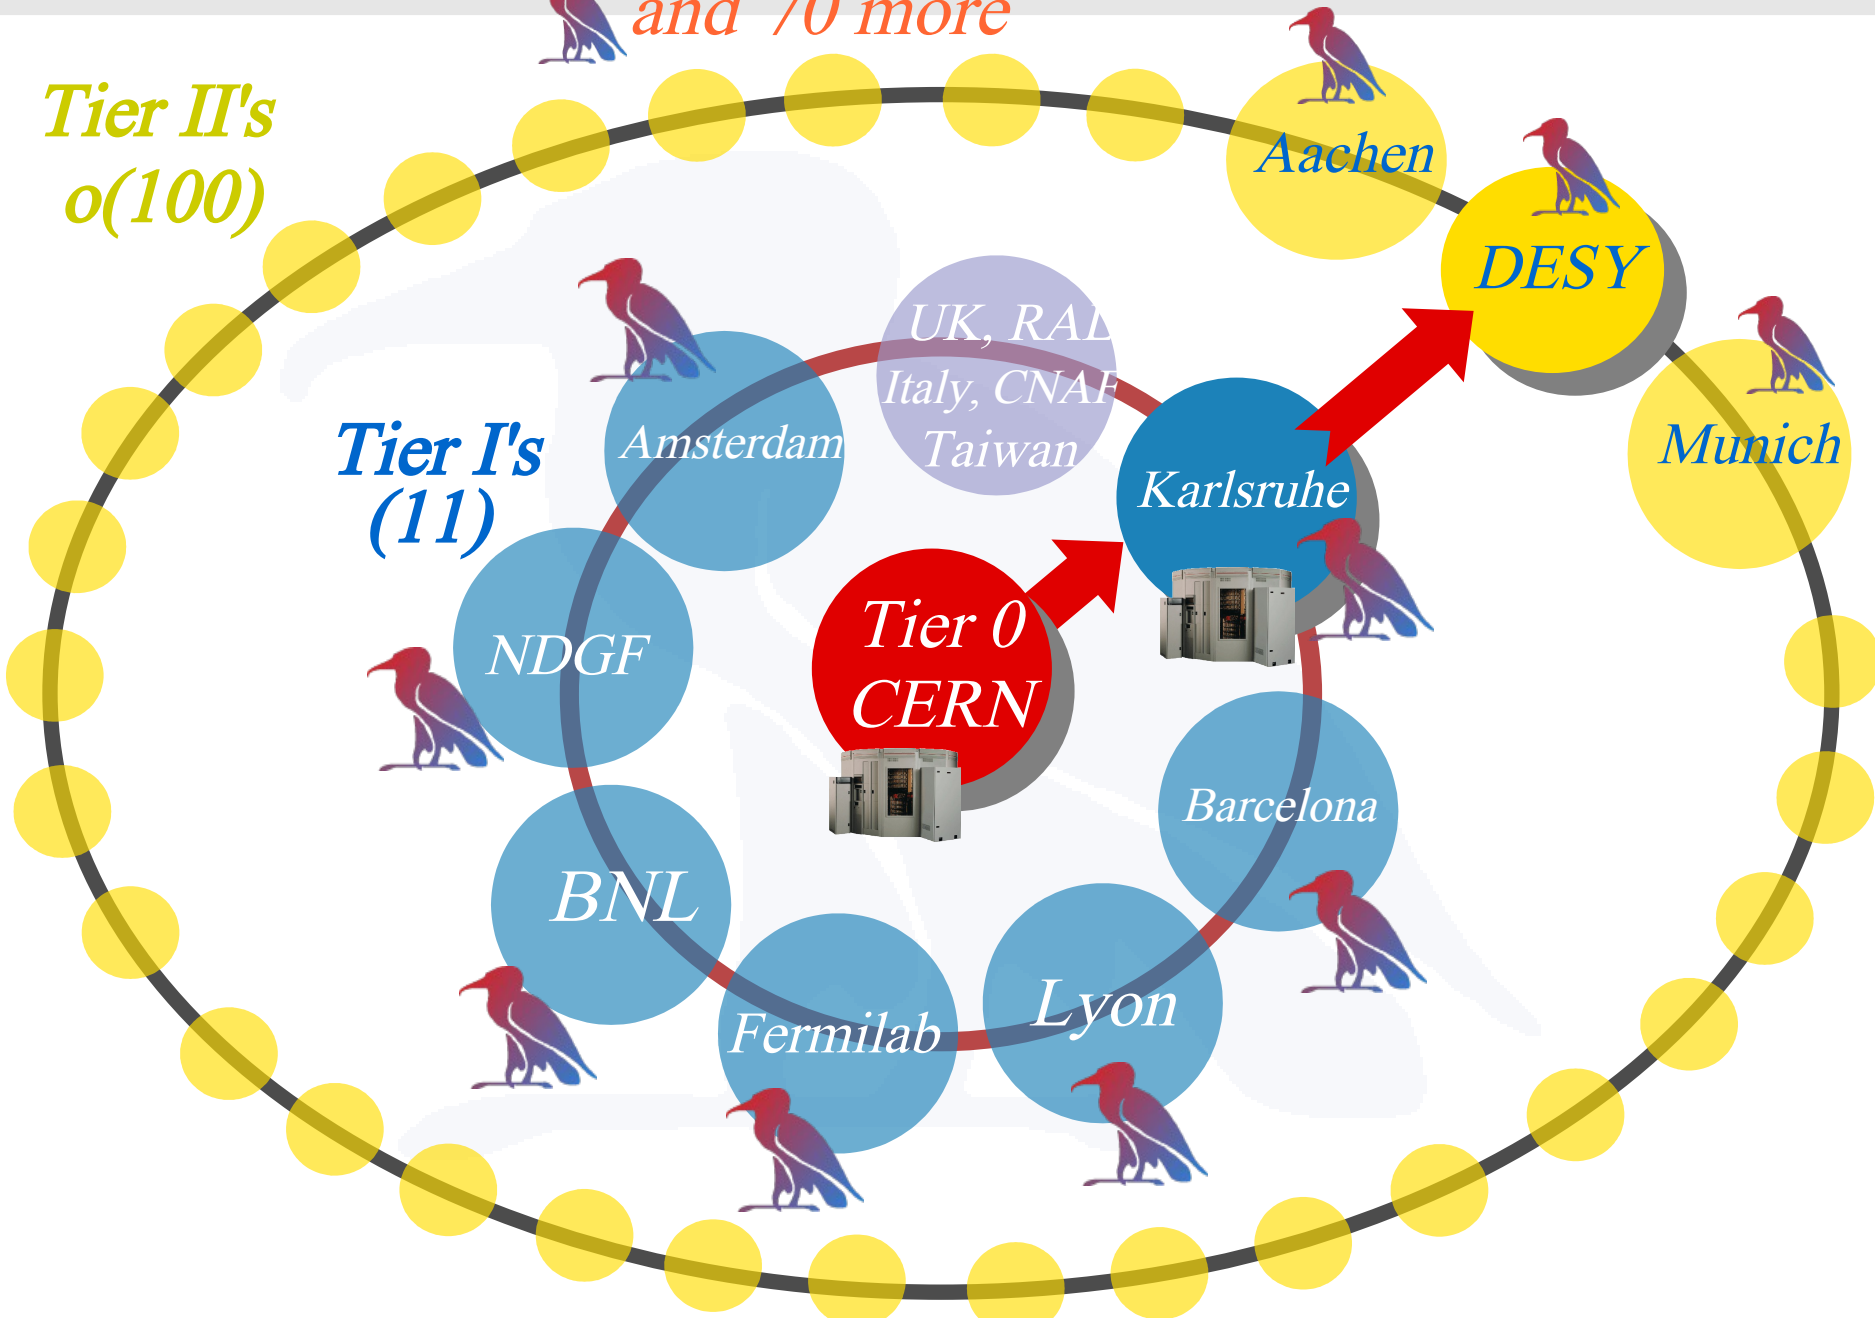 and 70 more
Tier II's
o(100)
Aachen
DESY
Munich
UK, RAL
Italy, CNAF
Taiwan
Tier I's
(11)
Amsterdam
Karlsruhe
NDGF
Tier 0
CERN
Barcelona
BNL
Fermilab
Lyon